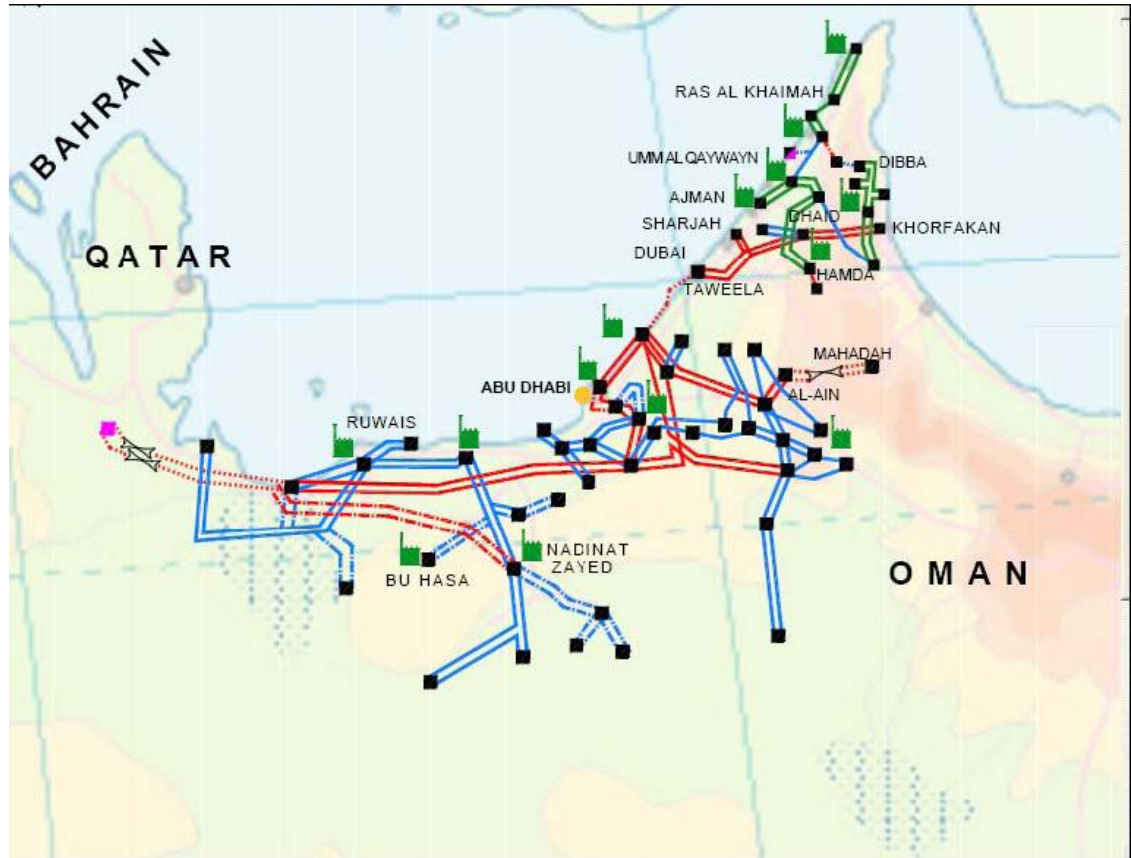 BAHRAIN
QATAR
RAS AL KHAIMAH
UMMALQAYWAYN
DIBBA
AJMAN
SHARJAH
DHAID
KHORFAKAN
DUBAI
HAMDA
TAWEELA
MAHADAH
ABU DHABI
AL-AIN
RUWAIS
NADINAT
ZAYED
BU HASA
OMAN